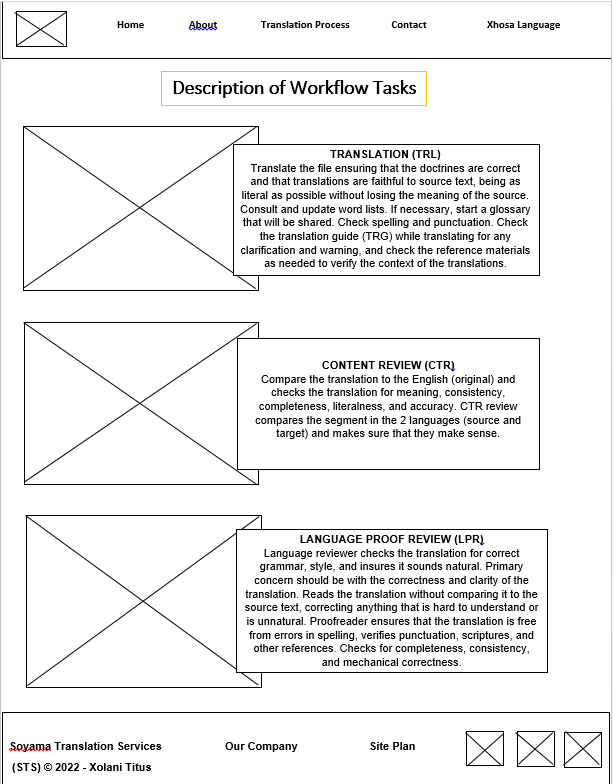 Home About Translation Process Contact Xhosa Language
Description of Workflow Tasks
TRANSLATION (TRL)
Translate the file ensuring that the doctrines are correct
and that translations are faithful to source text, being as
literal as possible without losing the meaning of the source.
Consult and update word lists. If necessary, start a glossary
that will be shared. Check spelling and punctuation. Check
the translation guide (TRG) while translating for any
clarification and warning, and check the reference materials
as needed to verify the context of the translations.
CONTENT REVIEW (CTR)
Compare the translation to the English (original) and
checks the translation for meaning, consistency,
completeness, literalness, and accuracy. CTR review
compares the segment in the 2 languages (source and
target) and makes sure that they make sense.
LANGUAGE PROOF REVIEW (LPR)
Language reviewer checks the translation for correct
grammar, style, and insures it sounds natural. Primary
concern should be with the correctness and clarity of the
translation. Reads the translation without comparing it to the
source text, correcting anything that is hard to understand or
is unnatural. Proofreader ensures that the translation is free
from errors in spelling, verifies punctuation, scriptures, and
other references. Checks for completeness, consistency,
and mechanical correctness.
Soyama Translation Services Our Company Site Plan
(STS) © 2022 - Xolani Titus